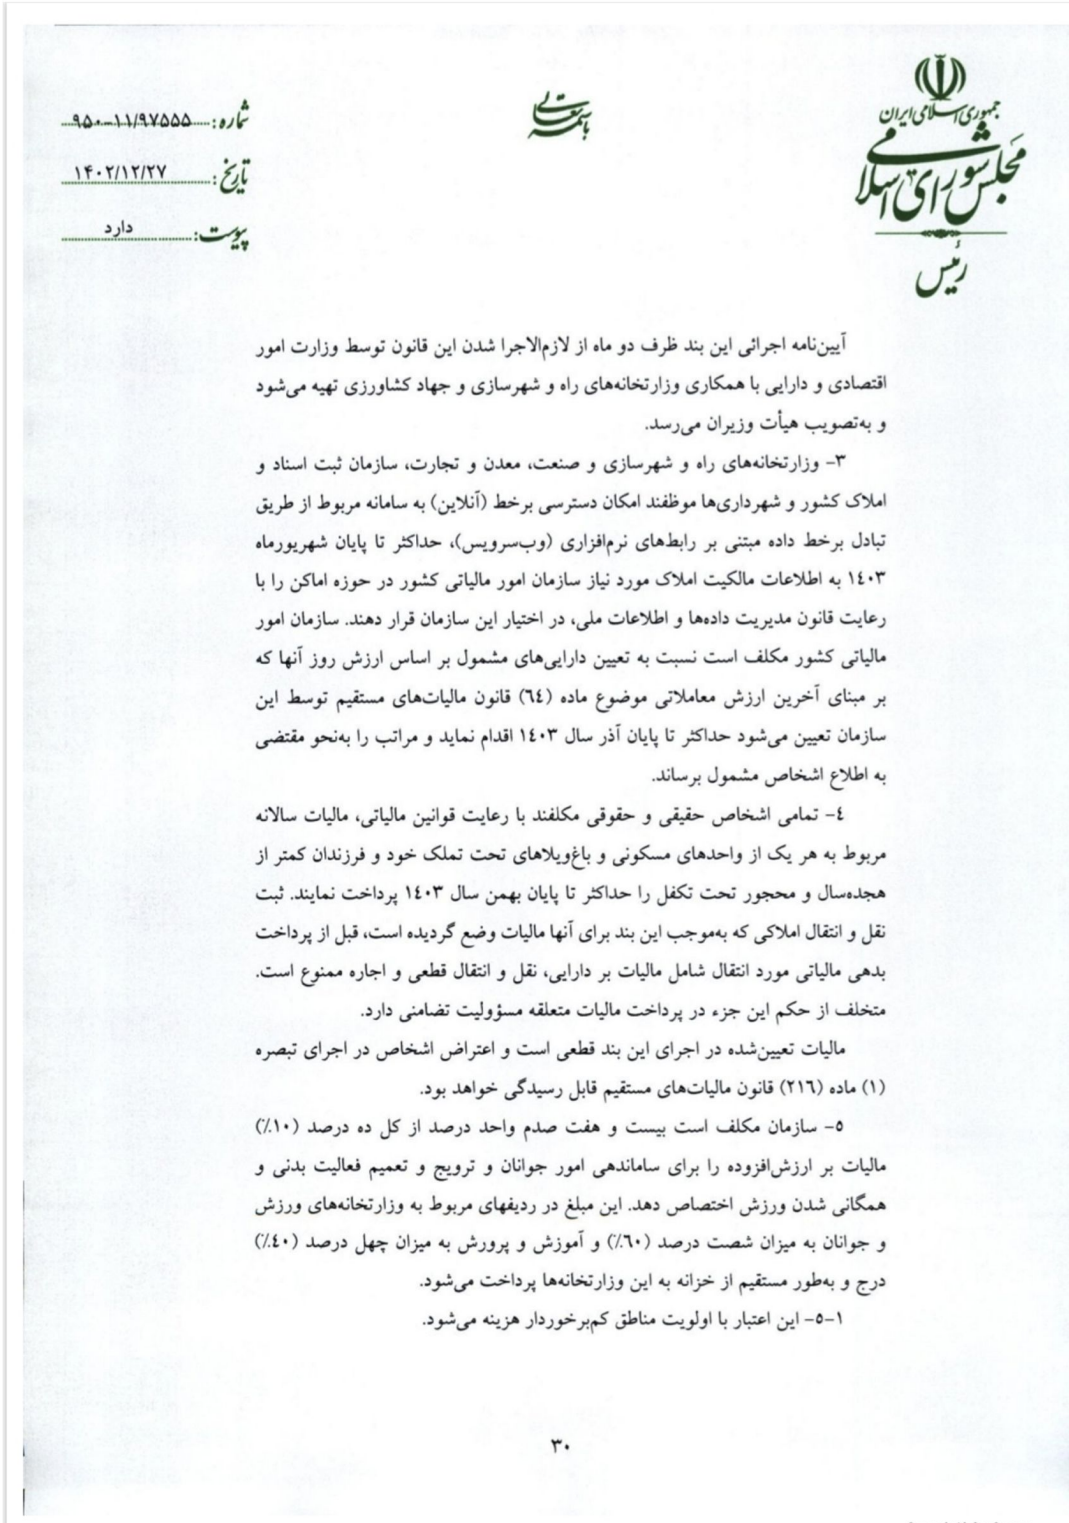 جمهوری اسلامی ایران
مجلس شورای اسلامی
رئیس
باسمه تعالی
شماره: ۹۵۰-۱۱/۹۷۵۵۵
تاریخ: ۱۴۰۲/۱۲/۲۷
پیوست: دارد
آیین‌نامه اجرائی این بند ظرف دو ماه از لازم‌الاجرا شدن این قانون توسط وزارت امور
اقتصادی و دارایی با همکاری وزارتخانه‌های راه و شهرسازی و جهاد کشاورزی تهیه می‌شود
و به‌تصویب هیأت وزیران می‌رسد.
۳- وزارتخانه‌های راه و شهرسازی و صنعت، معدن و تجارت، سازمان ثبت اسناد و
املاک کشور و شهرداری‌ها موظفند امکان دسترسی برخط (آنلاین) به سامانه مربوط از طریق
تبادل برخط داده مبتنی بر رابط‌های نرم‌افزاری (وب‌سرویس)، حداکثر تا پایان شهریورماه
۱٤۰۳ به اطلاعات مالکیت املاک مورد نیاز سازمان امور مالیاتی کشور در حوزه اماکن را با
رعایت قانون مدیریت داده‌ها و اطلاعات ملی، در اختیار این سازمان قرار دهند. سازمان امور
مالیاتی کشور مکلف است نسبت به تعیین دارایی‌های مشمول بر اساس ارزش روز آنها که
بر مبنای آخرین ارزش معاملاتی موضوع ماده (٦٤) قانون مالیات‌های مستقیم توسط این
سازمان تعیین می‌شود حداکثر تا پایان آذر سال ۱٤۰۳ اقدام نماید و مراتب را به‌نحو مقتضی
به اطلاع اشخاص مشمول برساند.
٤- تمامی اشخاص حقیقی و حقوقی مکلفند با رعایت قوانین مالیاتی، مالیات سالانه
مربوط به هر یک از واحدهای مسکونی و باغ‌ویلاهای تحت تملک خود و فرزندان کمتر از
هجده‌سال و محجور تحت تکفل را حداکثر تا پایان بهمن سال ۱٤۰۳ پرداخت نمایند. ثبت
نقل و انتقال املاکی که به‌موجب این بند برای آنها مالیات وضع گردیده است، قبل از پرداخت
بدهی مالیاتی مورد انتقال شامل مالیات بر دارایی، نقل و انتقال قطعی و اجاره ممنوع است.
متخلف از حکم این جزء در پرداخت مالیات متعلقه مسؤولیت تضامنی دارد.
مالیات تعیین‌شده در اجرای این بند قطعی است و اعتراض اشخاص در اجرای تبصره
(۱) ماده (۲۱٦) قانون مالیات‌های مستقیم قابل رسیدگی خواهد بود.
۵- سازمان مکلف است بیست و هفت صدم واحد درصد از کل ده درصد (۱۰٪)
مالیات بر ارزش‌افزوده را برای ساماندهی امور جوانان و ترویج و تعمیم فعالیت بدنی و
همگانی شدن ورزش اختصاص دهد. این مبلغ در ردیفهای مربوط به وزارتخانه‌های ورزش
و جوانان به میزان شصت درصد (٦۰٪) و آموزش و پرورش به میزان چهل درصد (٤۰٪)
درج و به‌طور مستقیم از خزانه به این وزارتخانه‌ها پرداخت می‌شود.
۵-۱- این اعتبار با اولویت مناطق کم‌برخوردار هزینه می‌شود.
۳۰